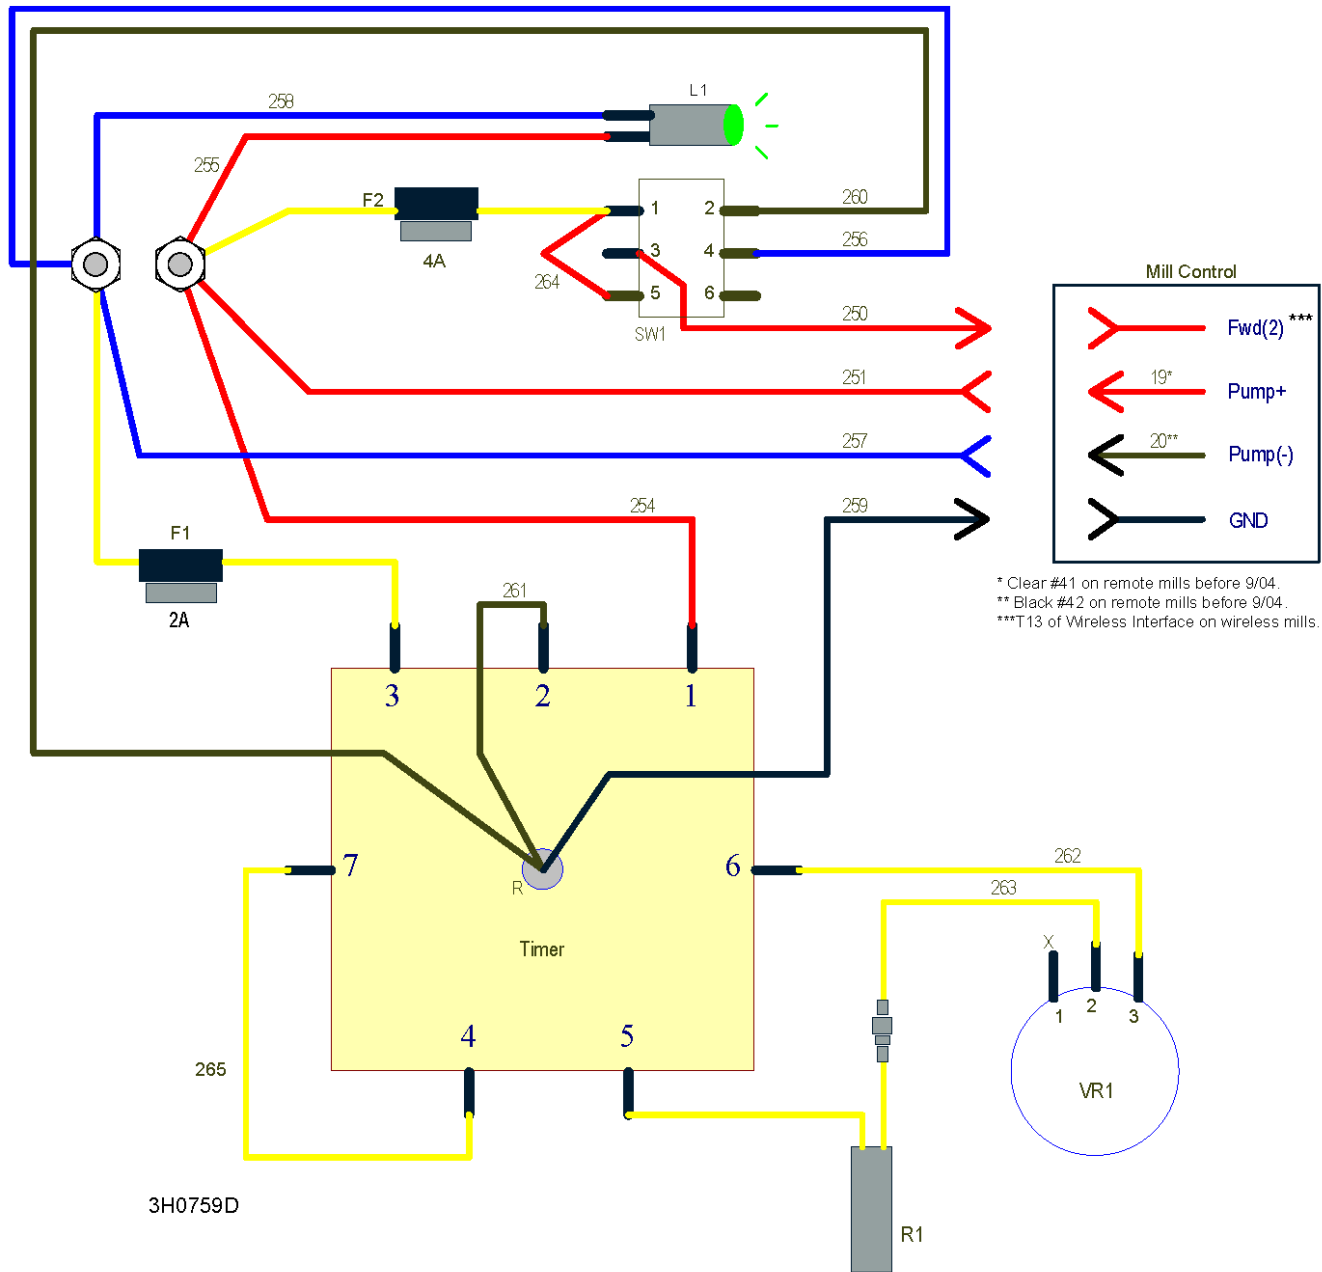 L1
258
255
F2
4A
1
2
3
4
5
6
264
SW1
260
256
250
251
257
259
254
Mill Control
Fwd(2) ***
19* Pump+
20** Pump(-)
GND
* Clear #41 on remote mills before 9/04.
** Black #42 on remote mills before 9/04.
***T13 of Wireless Interface on wireless mills.
F1
2A
261
3
2
1
7
6
R
Timer
4
5
265
262
263
X
1
2
3
VR1
R1
3H0759D